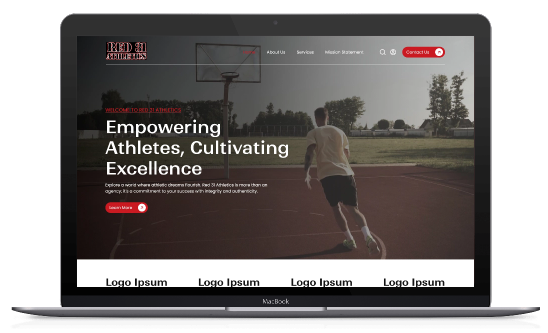 RED 31
ATHLETES
About Us
Services
Mission Statement
Contact Us
WELCOME TO RED 31 ATHLETICS
Empowering
Athletes, Cultivating
Excellence
Explore a world where athletic dreams flourish. Red 31 Athletics is more than an
agency; it's a commitment to your success with integrity and authenticity.
Learn More
Logo Ipsum
Logo Ipsum
Logo Ipsum
Logo Ipsum
MacBook